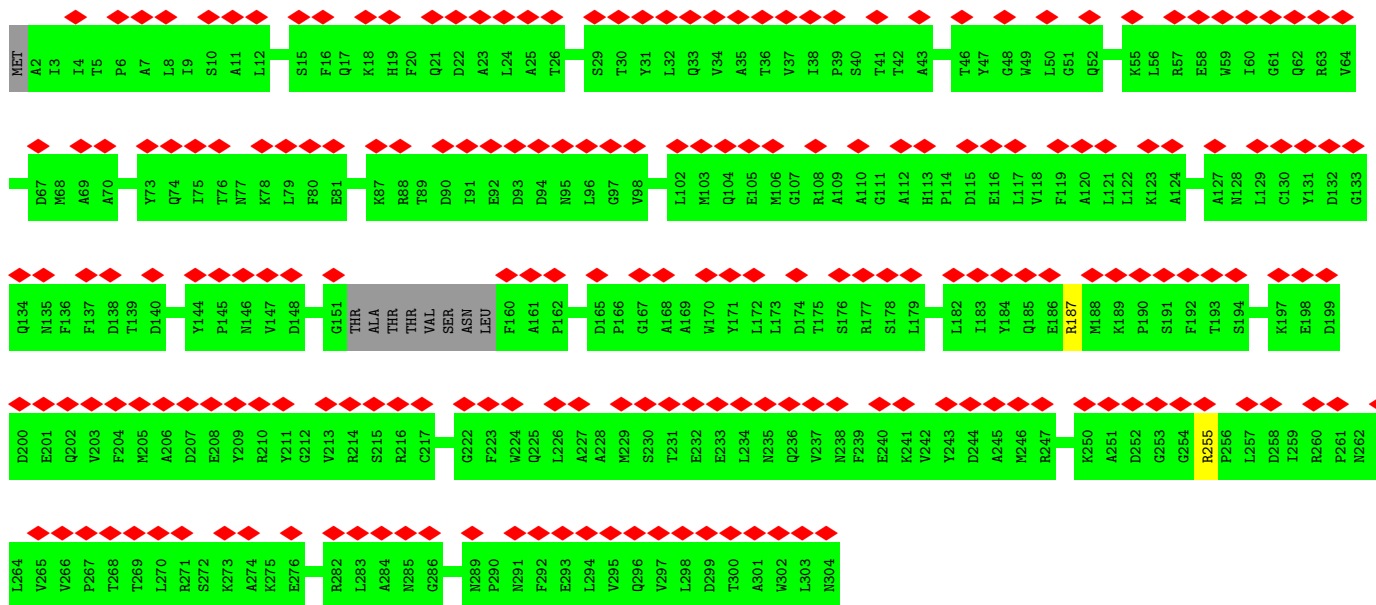 MET A2 I3 I4 T5 P6 A7 L8 I9 S10 A11 L12 S15 F16 Q17 K18 H19 F20 Q21 D22 A23 L24 A25 T26 S29 T30 Y31 L32 Q33 V34 A35 T36 V37 I38 P39 S40 T41 T42 A43 T46 Y47 G48 W49 L50 G51 Q52 K55 L56 R57 E58 W59 I60 G61 Q62 R63 V64
D67 M68 A69 A70 Y73 Q74 I75 T76 N77 K78 L79 F80 E81 K87 R88 T89 D90 I91 E92 D93 D94 N95 L96 G97 V98 L102 M103 Q104 E105 M106 G107 R108 A109 A110 G111 A112 H113 P114 D115 E116 L117 V118 F119 A120 L121 L122 K123 A124 A127 N128 L129 C130 Y131 D132 G133
Q134 N135 F136 F137 D138 T139 D140 Y144 P145 N146 V147 D148 G151 THR ALA THR THR VAL SER ASN LEU F160 A161 P162 D165 P166 G167 A168 A169 W170 Y171 L172 L173 D174 T175 S176 R177 S178 L179 L182 I183 Y184 Q185 E186 R187 M188 K189 P190 S191 F192 T193 S194 K197 E198 D199
D200 E201 Q202 V203 F204 M205 A206 D207 E208 Y209 R210 Y211 G212 V213 R214 S215 R216 C217 G222 F223 W224 Q225 L226 A227 A228 M229 S230 T231 E232 E233 L234 N235 Q236 V237 N238 F239 E240 K241 V242 Y243 D244 A245 M246 R247 K250 A251 D252 G253 G254 R255 P256 L257 D258 I259 R260 P261 N262
L264 V265 V266 P267 T268 T269 L270 R271 S272 K273 A274 K275 E276 R282 L283 A284 N285 G286 N289 P290 N291 F292 E293 L294 V295 Q296 V297 L298 D299 T300 A301 W302 L303 N304